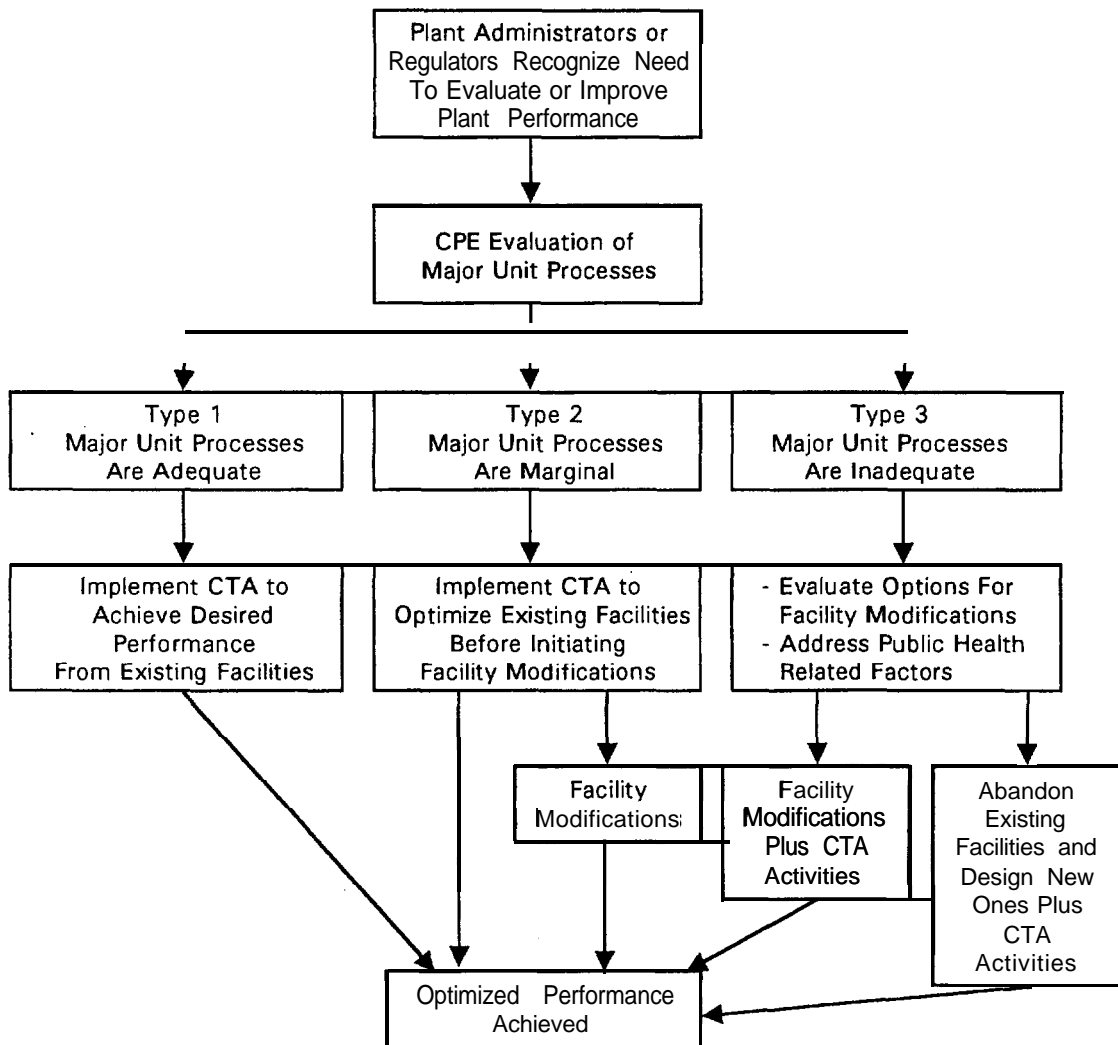 Plant Administrators or
Regulators Recognize Need
To Evaluate or Improve
Plant Performance
CPE Evaluation of
Major Unit Processes
Type 1
Major Unit Processes
Are Adequate
Type 2
Major Unit Processes
Are Marginal
Type 3
Major Unit Processes
Are Inadequate
Implement CTA to
Achieve Desired
Performance
From Existing Facilities
Implement CTA to
Optimize Existing Facilities
Before Initiating
Facility Modifications
- Evaluate Options For
Facility Modifications
- Address Public Health
Related Factors
Facility
Modifications
Facility
Modifications
Plus CTA
Activities
Abandon
Existing
Facilities and
Design New
Ones Plus
CTA
Activities
Optimized Performance
Achieved